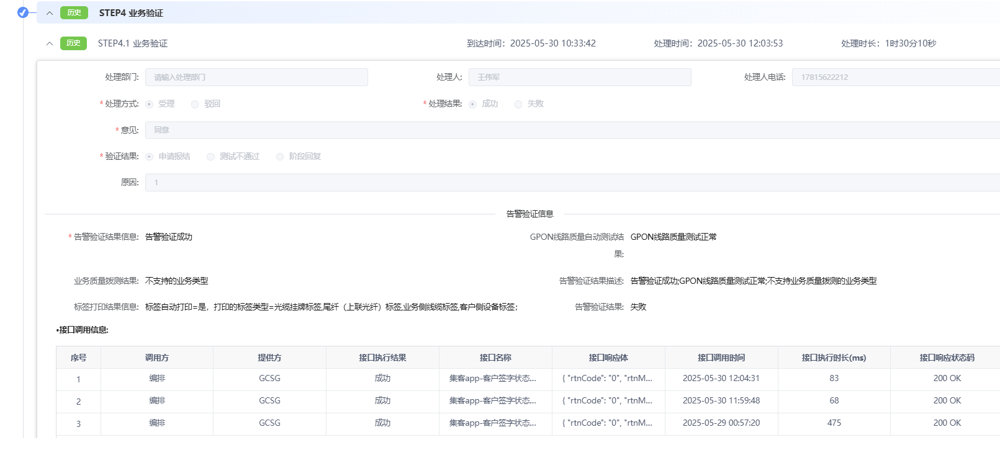 历史 STEP4 业务验证
历史 STEP4.1 业务验证 到达时间：2025-05-30 10:33:42 处理时间：2025-05-30 12:03:53 处理时长：1时30分10秒
处理部门: 请输入处理部门 处理人: 王伟军 处理人电话: 17815622212
* 处理方式: 受理 驳回 * 处理结果: 成功 失败
* 意见: 同意
* 验证结果: 申请报结 测试不通过 阶段回复
原因: 1
告警验证信息
* 告警验证结果信息: 告警验证成功 GPON线路质量自动测试结 GPON线路质量测试正常
果:
业务质量拨测结果: 不支持的业务类型 告警验证结果描述: 告警验证成功;GPON线路质量测试正常;不支持业务质量拨测的业务类型
标签打印结果信息: 标签自动打印=是，打印的标签类型=光缆挂牌标签,尾纤（上联光纤）标签,业务侧线缆标签,客户侧设备标签； 告警验证结果: 失败
•接口调用信息:
序号 调用方 提供方 接口执行结果 接口名称 接口响应体 接口调用时间 接口执行时长(ms) 接口响应状态码
1 编排 GCSG 成功 集客app-客户签字状态... { "rtnCode": "0", "rtnM... 2025-05-30 12:04:31 83 200 OK
2 编排 GCSG 成功 集客app-客户签字状态... { "rtnCode": "0", "rtnM... 2025-05-30 11:59:48 68 200 OK
3 编排 GCSG 成功 集客app-客户签字状态... { "rtnCode": "0", "rtnM... 2025-05-29 00:57:20 475 200 OK